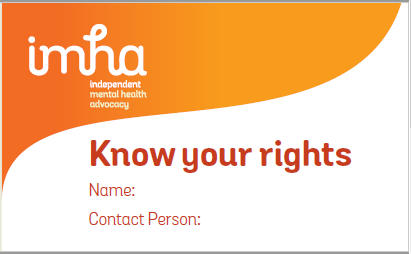 imha
independent
mental health
advocacy
Know your rights
Name:
Contact Person: